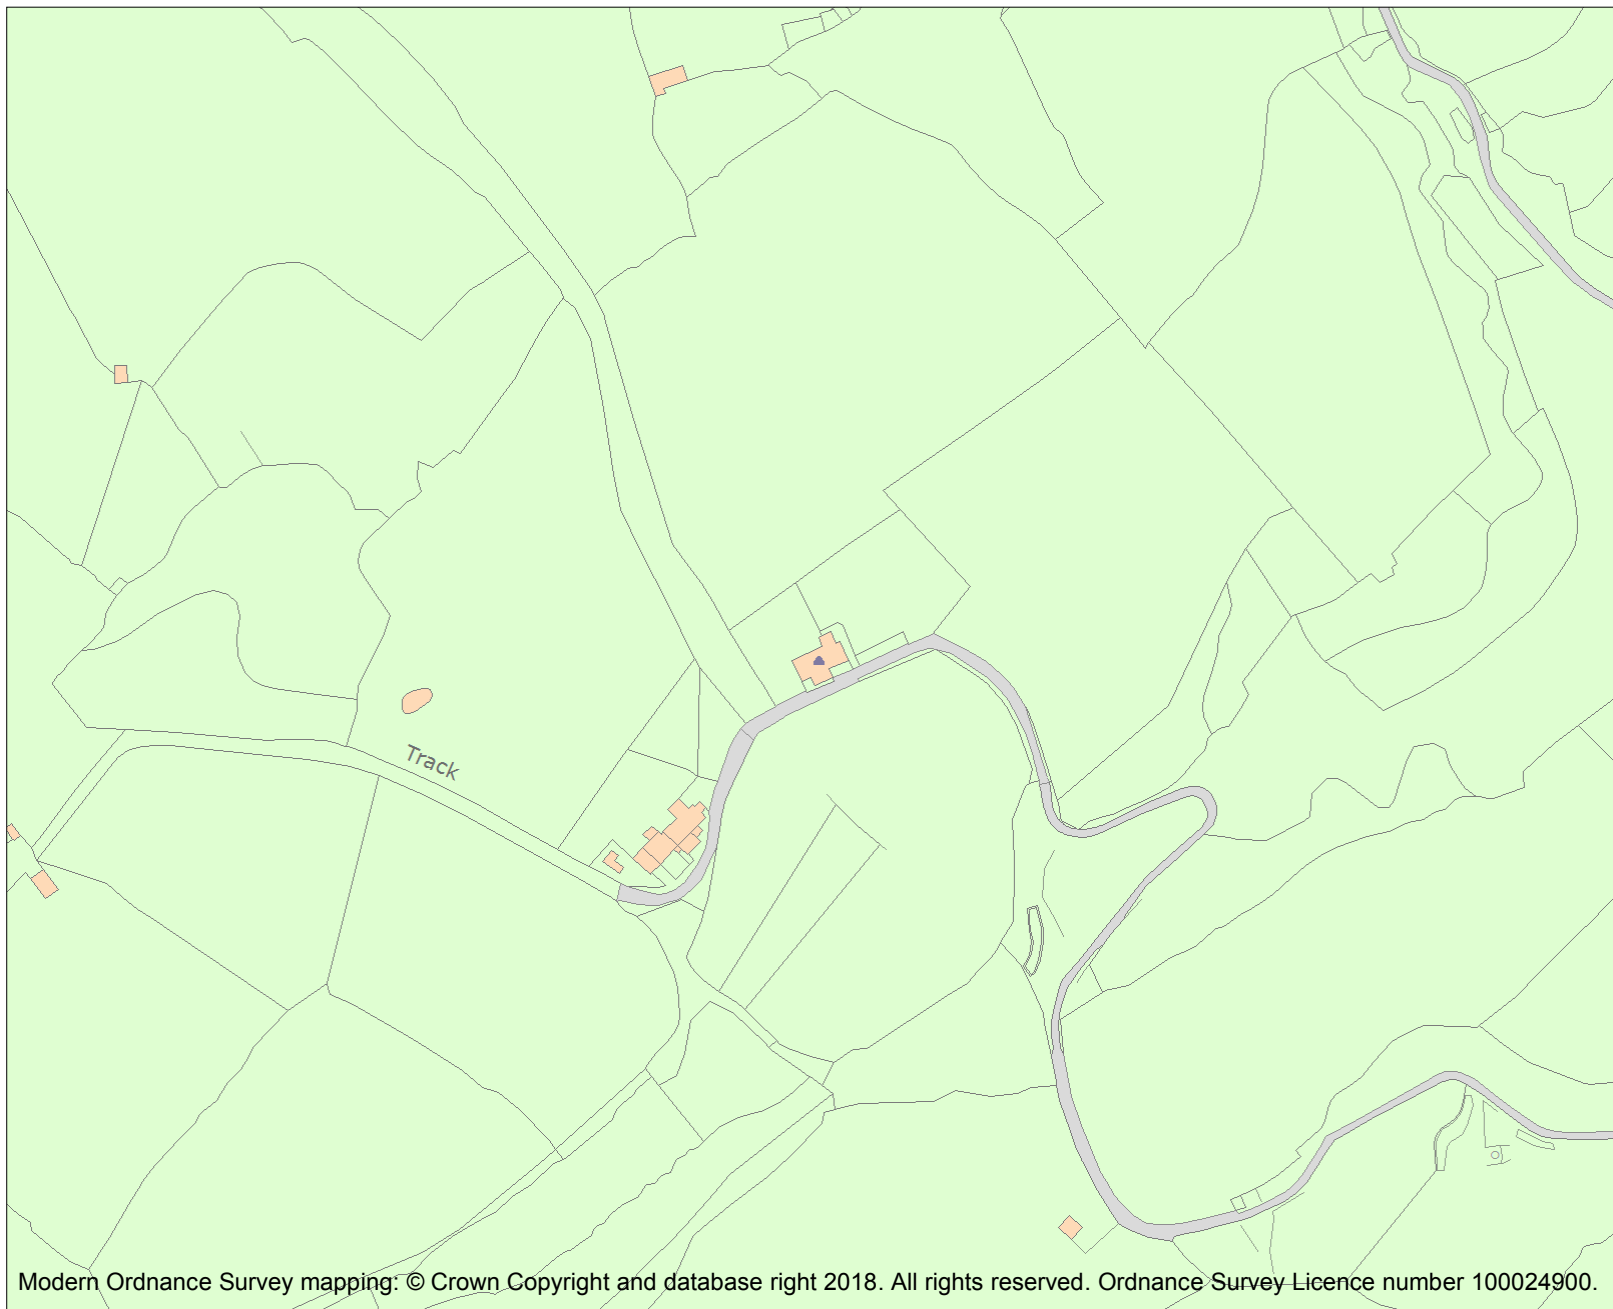 Track
Modern Ordnance Survey mapping: © Crown Copyright and database right 2018. All rights reserved. Ordnance Survey Licence number 100024900.